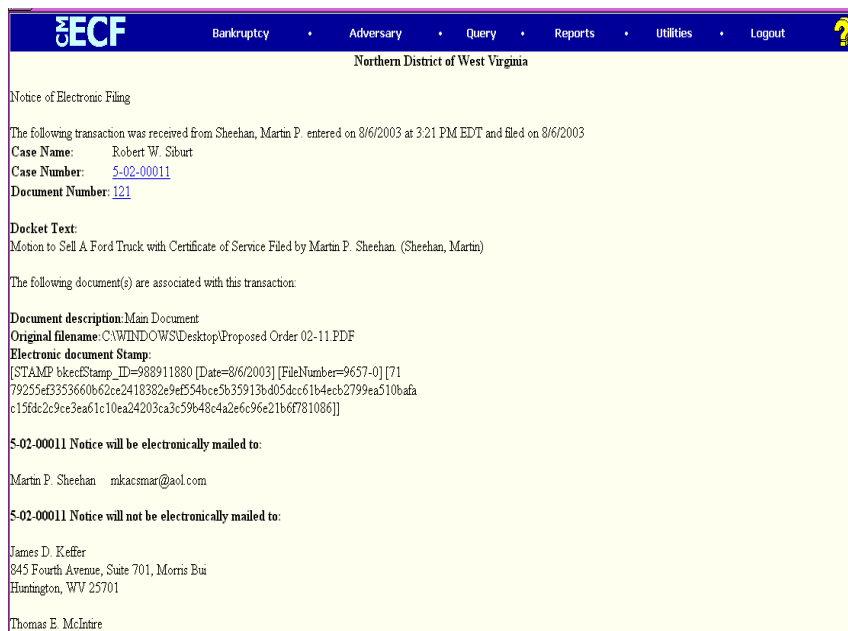 CM ECF Bankruptcy • Adversary • Query • Reports • Utilities • Logout ?
Northern District of West Virginia
Notice of Electronic Filing
The following transaction was received from Sheehan, Martin P. entered on 8/6/2003 at 3:21 PM EDT and filed on 8/6/2003
Case Name: Robert W. Siburt
Case Number: 5-02-00011
Document Number: 121
Docket Text:
Motion to Sell A Ford Truck with Certificate of Service Filed by Martin P. Sheehan. (Sheehan, Martin)
The following document(s) are associated with this transaction:
Document description:Main Document
Original filename:C:\WINDOWS\Desktop\Proposed Order 02-11.PDF
Electronic document Stamp:
[STAMP bkecfStamp_ID=988911880 [Date=8/6/2003] [FileNumber=9657-0] [71
79255ef3353660b62ce2418382e9ef554bce5b35913bd05dcc61b4ecb2799ea510bafa
c15fdc2c9ce3ea61c10ea24203ca3c59b48c4a2e6c96e21b6f781086]]
5-02-00011 Notice will be electronically mailed to:
Martin P. Sheehan mkacsmar@aol.com
5-02-00011 Notice will not be electronically mailed to:
James D. Keffer
845 Fourth Avenue, Suite 701, Morris Bui
Huntington, WV 25701
Thomas E. McIntire